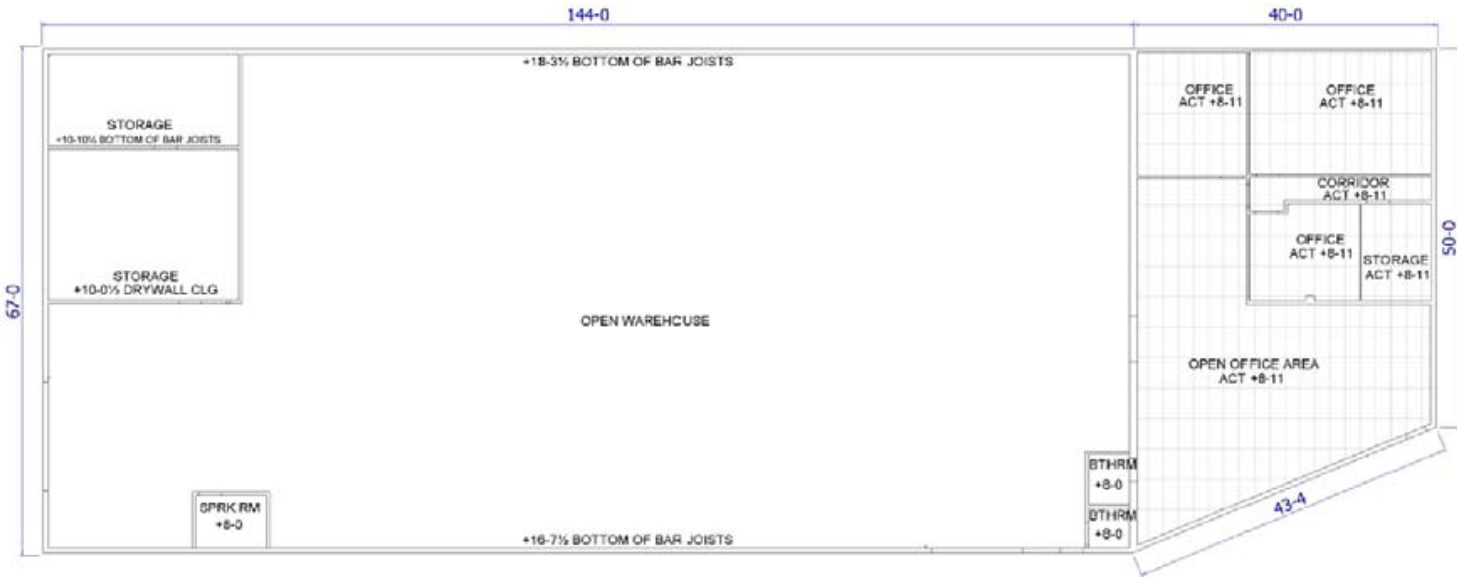 144-0
40-0
+18-3½ BOTTOM OF BAR JOISTS
STORAGE
+10-10½ BOTTOM OF BAR JOISTS
OFFICE
ACT +8-11
OFFICE
ACT +8-11
CORRIDOR
ACT +8-11
OFFICE
ACT +8-11
STORAGE
ACT +8-11
50-0
STORAGE
+10-0½ DRYWALL CLG
67-0
OPEN WAREHOUSE
OPEN OFFICE AREA
ACT +8-11
BTHRM
+8-0
BTHRM
+8-0
SPRK RM
+8-0
+16-7½ BOTTOM OF BAR JOISTS
43-4